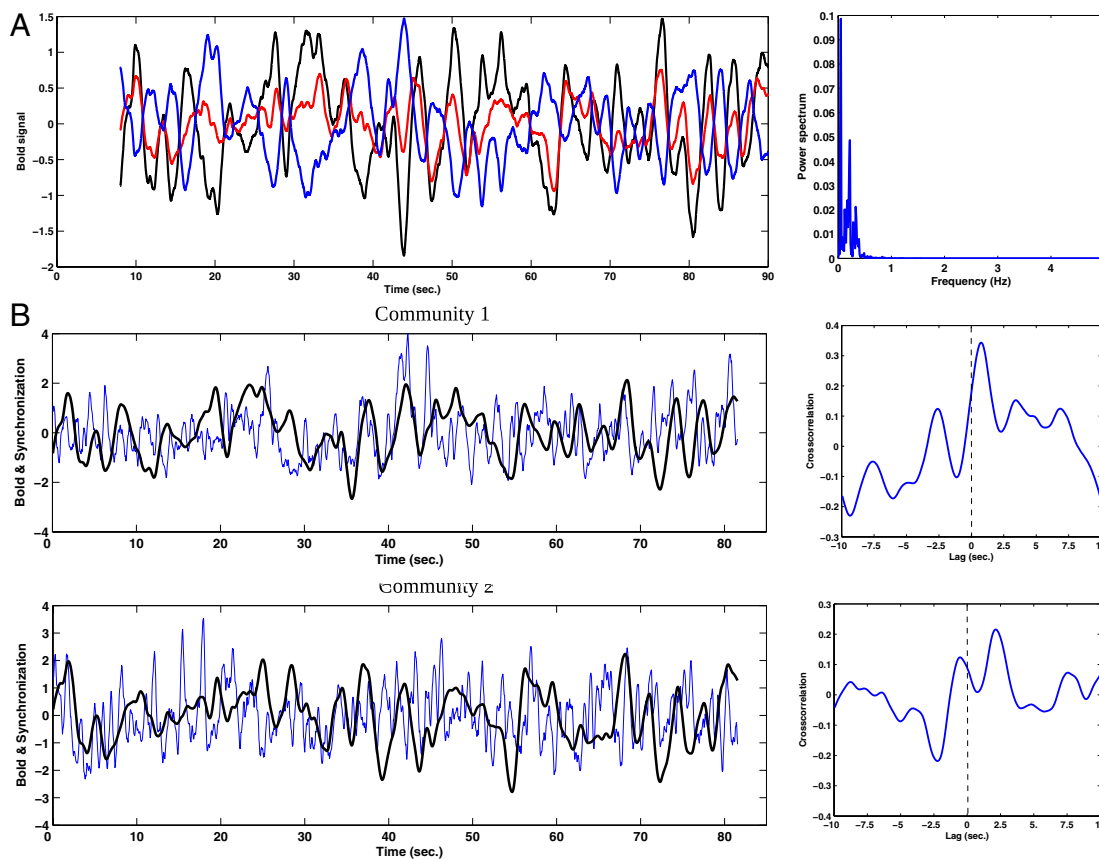 A
Bold signal
1.5
1
0.5
0
−0.5
−1
−1.5
−2
0 10 20 30 40 50 60 70 80 90
Time (sec.)
Power spectrum
0.1
0.09
0.08
0.07
0.06
0.05
0.04
0.03
0.02
0.01
0
0 1 2 3 4
Frequency (Hz)
B
Community 1
Bold & Synchronization
4
2
0
−2
−4
0 10 20 30 40 50 60 70 80
Time (sec.)
Crosscorrelation
0.4
0.3
0.2
0.1
0
−0.1
−0.2
−0.3
−10 −7.5 −5 −2.5 0 2.5 5 7.5 10
Lag (sec.)
Community 2
Bold & Synchronization
4
3
2
1
0
−1
−2
−3
−4
0 10 20 30 40 50 60 70 80
Time (sec.)
Crosscorrelation
0.3
0.2
0.1
0
−0.1
−0.2
−0.3
−0.4
−10 −7.5 −5 −2.5 0 2.5 5. 7.5 10
Lag (sec.)